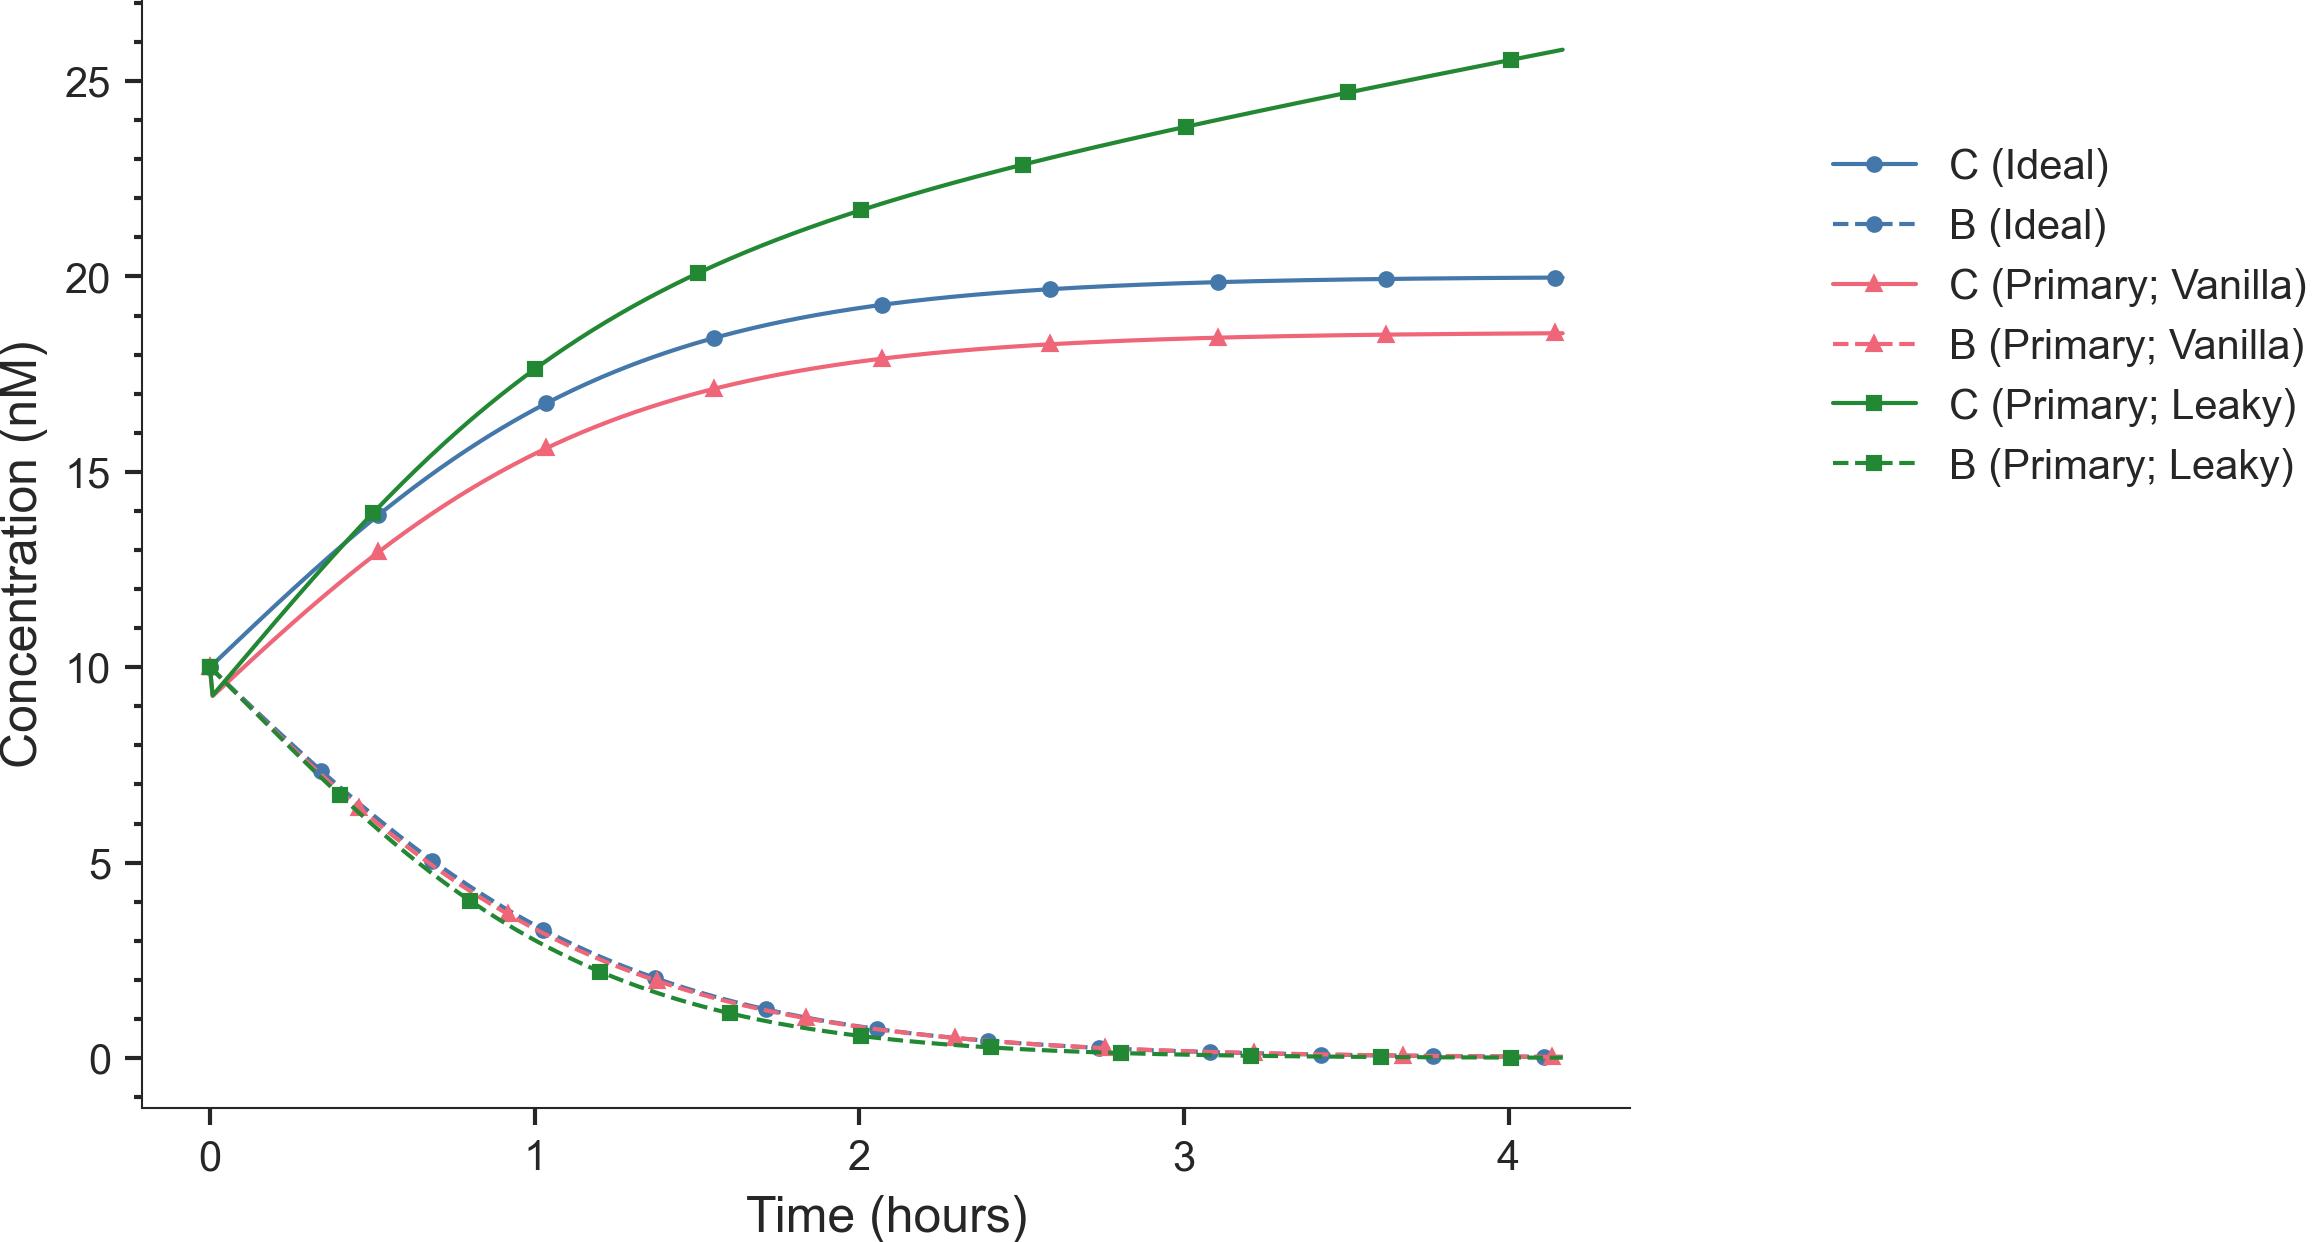 25
20
15
10
5
0
Concentration (nM)
0 1 2 3 4
Time (hours)
C (Ideal)
B (Ideal)
C (Primary; Vanilla)
B (Primary; Vanilla)
C (Primary; Leaky)
B (Primary; Leaky)